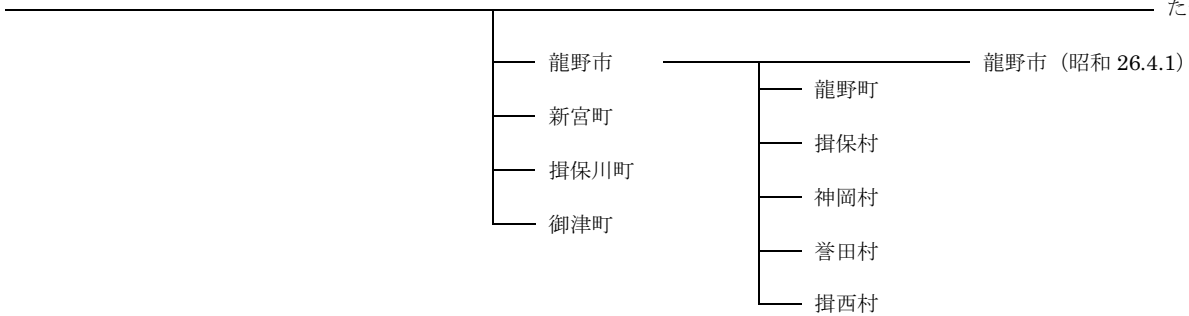 た
龍野市
龍野市（昭和 26.4.1）
龍野町
新宮町
揖保村
揖保川町
神岡村
御津町
誉田村
揖西村